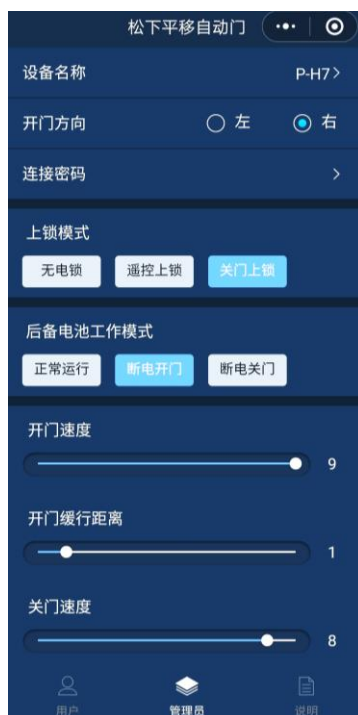 松下平移自动门
设备名称 P-H7>
开门方向 左 右
连接密码 >
上锁模式
无电锁 遥控上锁 关门上锁
后备电池工作模式
正常运行 断电开门 断电关门
开门速度
9
开门缓行距离
1
关门速度
8
用户 管理员 说明